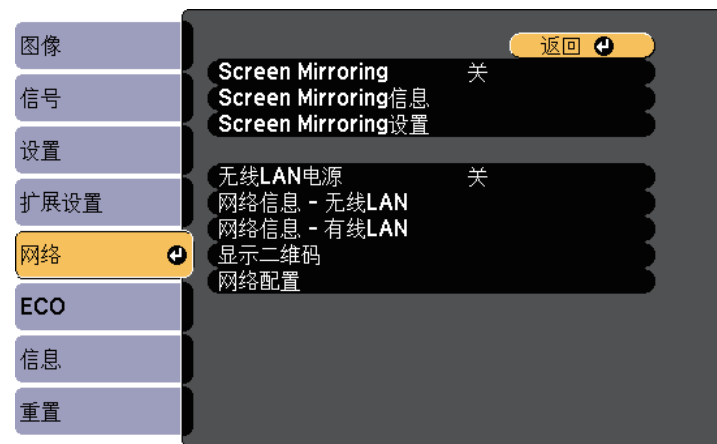 图像
信号
设置
扩展设置
网络
ECO
信息
重置
返回
Screen Mirroring 关
Screen Mirroring信息
Screen Mirroring设置
无线LAN电源 关
网络信息 - 无线LAN
网络信息 - 有线LAN
显示二维码
网络配置